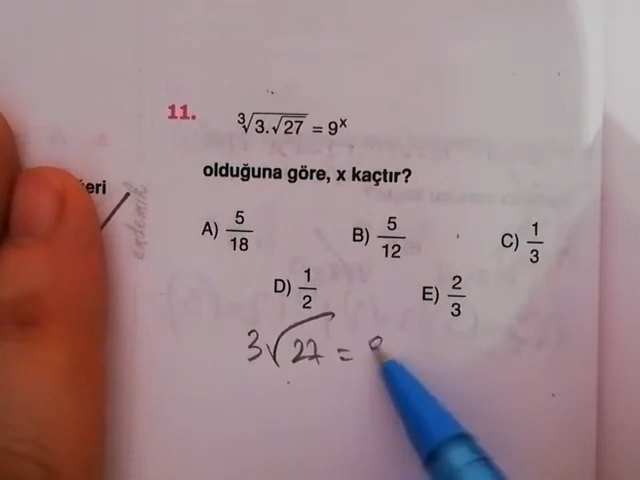 11.
∛3.√27 = 9ˣ
olduğuna göre, x kaçtır?
eri
endemik
A) 5/18 B) 5/12 C) 1/3
D) 1/2 E) 2/3
3√27 =